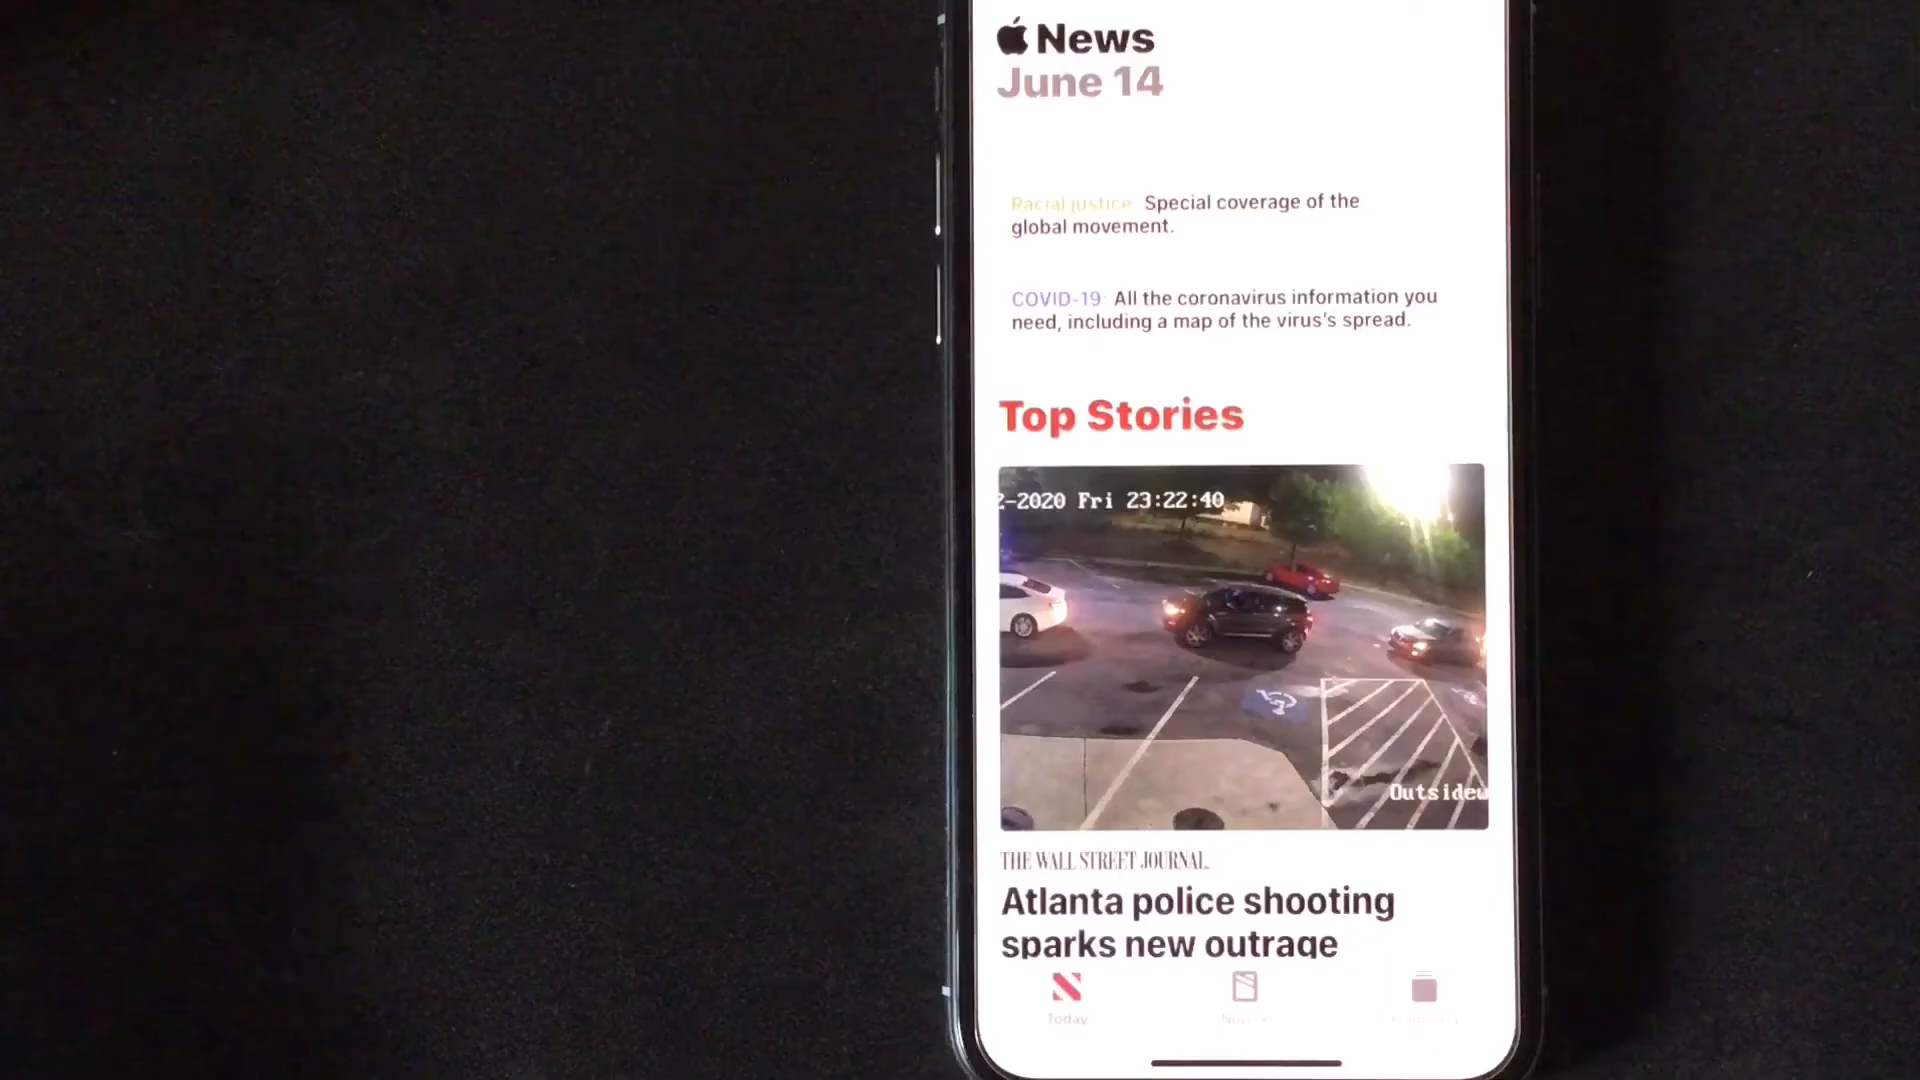 News
June 14
Racial justice: Special coverage of the
global movement.
COVID-19: All the coronavirus information you
need, including a map of the virus's spread.
Top Stories
2-2020 Fri 23:22:40
Outsidew
THE WALL STREET JOURNAL.
Atlanta police shooting
sparks new outrage
Today